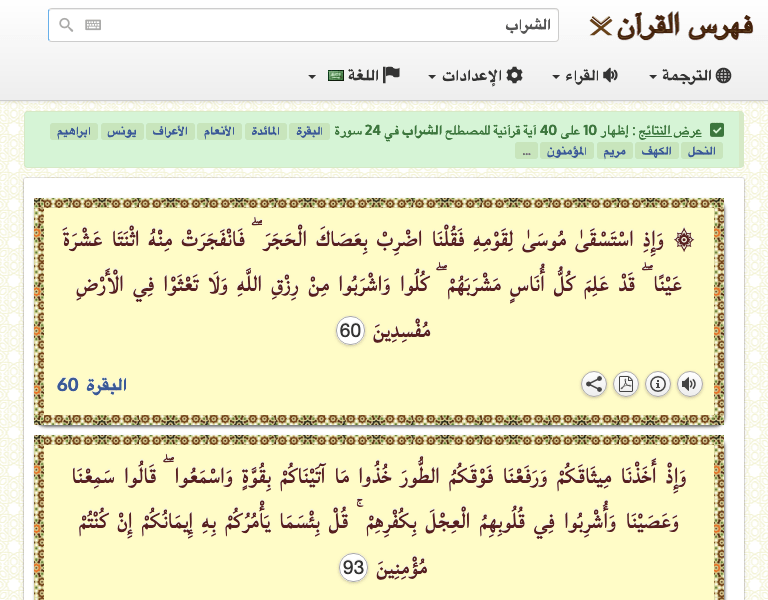 فهرس القرآن
الشراب
الترجمة
القراء
الإعدادات
اللغة
عرض النتائج : إظهار 10 على 40 آية قرآنية للمصطلح الشراب في 24 سورة البقرة المائدة الأنعام الأعراف يونس ابراهيم
النحل الكهف مريم المؤمنون ...
۞ وَإِذِ اسْتَسْقَىٰ مُوسَىٰ لِقَوْمِهِ فَقُلْنَا اضْرِبْ بِعَصَاكَ الْحَجَرَ ۖ فَانْفَجَرَتْ مِنْهُ اثْنَتَا عَشْرَةَ
عَيْنًا ۖ قَدْ عَلِمَ كُلُّ أُنَاسٍ مَشْرَبَهُمْ ۖ كُلُوا وَاشْرَبُوا مِنْ رِزْقِ اللَّهِ وَلَا تَعْثَوْا فِي الْأَرْضِ
مُفْسِدِينَ 60
البقرة 60
وَإِذْ أَخَذْنَا مِيثَاقَكُمْ وَرَفَعْنَا فَوْقَكُمُ الطُّورَ خُذُوا مَا آتَيْنَاكُمْ بِقُوَّةٍ وَاسْمَعُوا ۖ قَالُوا سَمِعْنَا
وَعَصَيْنَا وَأُشْرِبُوا فِي قُلُوبِهِمُ الْعِجْلَ بِكُفْرِهِمْ ۚ قُلْ بِئْسَمَا يَأْمُرُكُمْ بِهِ إِيمَانُكُمْ إِنْ كُنْتُمْ
مُؤْمِنِينَ 93